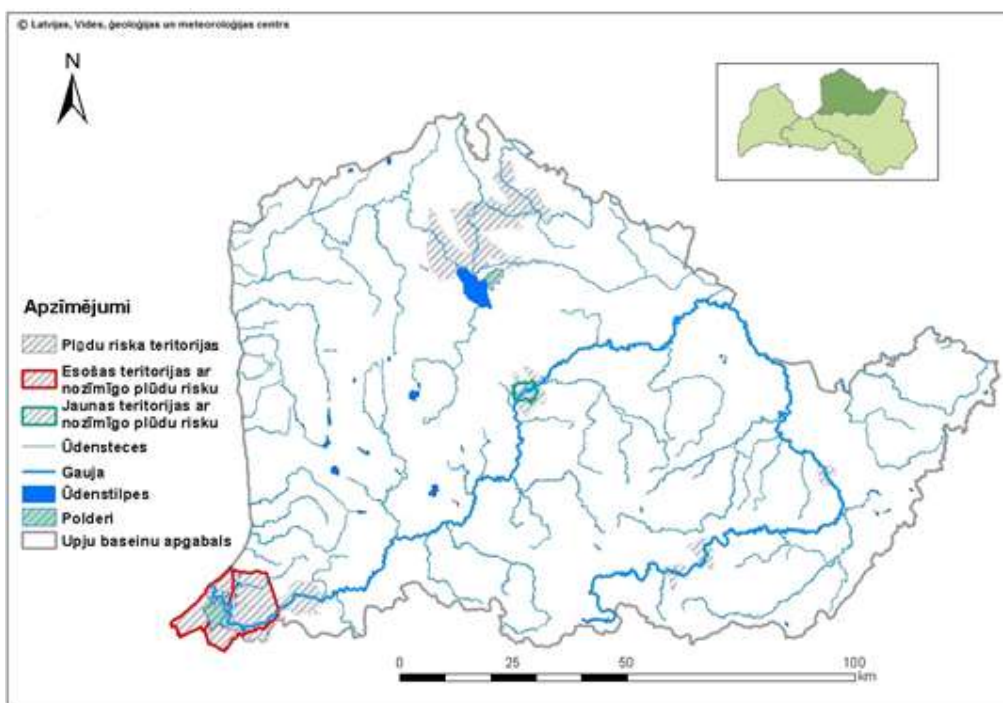 © Latvijas, Vides, ģeoloģijas un meteoroloģijas centrs
N
Apzīmējumi
Plūdu riska teritorijas
Esošas teritorijas ar
nozīmīgo plūdu risku
Jaunas teritorijas ar
nozīmīgo plūdu risku
Ūdensteces
Gauja
Ūdenstilpes
Polderi
Upju baseinu apgabals
0 25 50 100
km